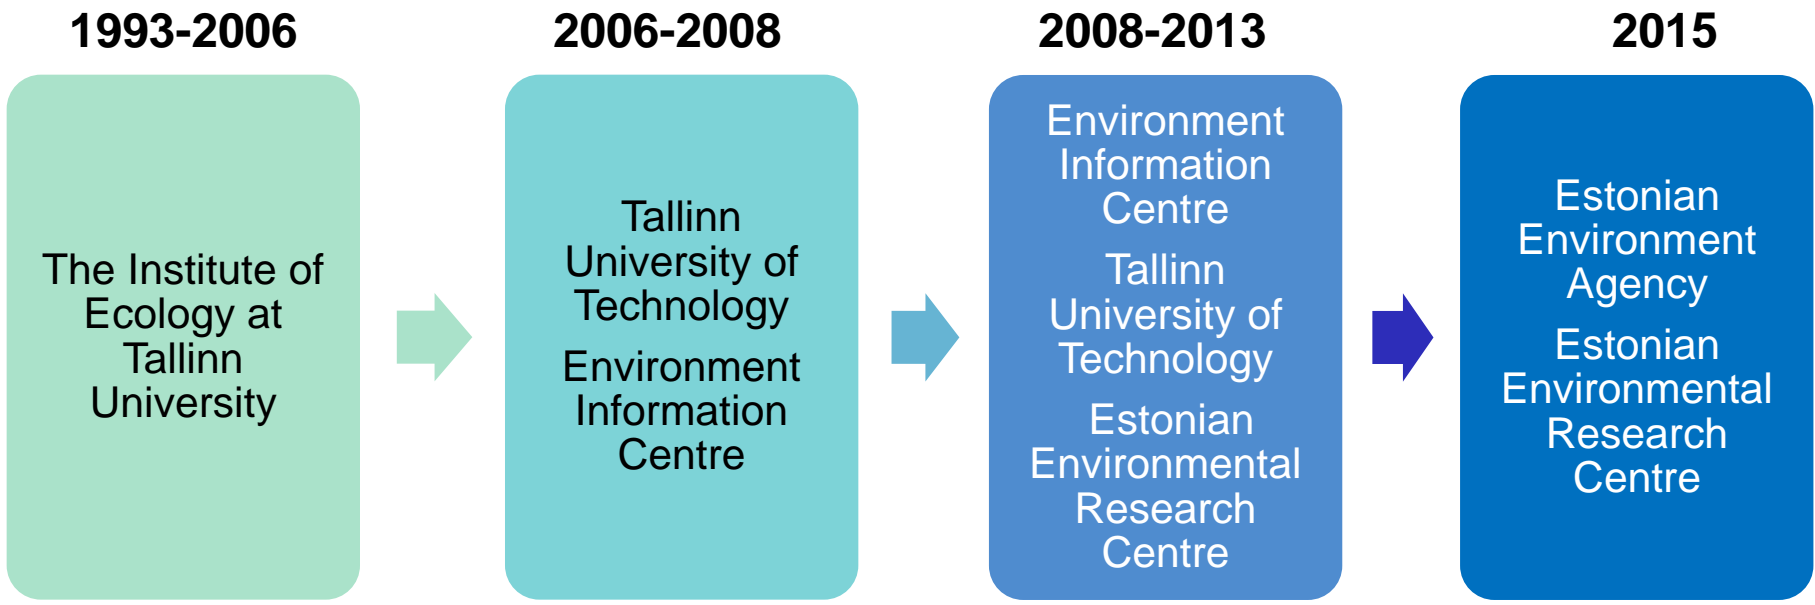 1993-2006
The Institute of
Ecology at
Tallinn
University
2006-2008
Tallinn
University of
Technology
Environment
Information
Centre
2008-2013
Environment
Information
Centre
Tallinn
University of
Technology
Estonian
Environmental
Research
Centre
2015
Estonian
Environment
Agency
Estonian
Environmental
Research
Centre